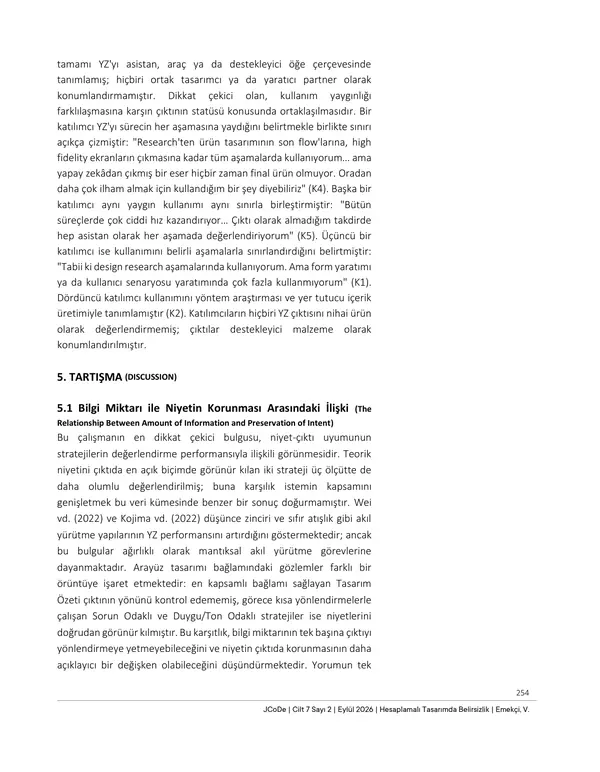 tamamı YZ'yı asistan, araç ya da destekleyici öğe çerçevesinde
tanımlamış; hiçbiri ortak tasarımcı ya da yaratıcı partner olarak
konumlandırmamıştır. Dikkat çekici olan, kullanım yaygınlığı
farklılaşmasına karşın çıktının statüsü konusunda ortaklaşılmasıdır. Bir
katılımcı YZ'yı sürecin her aşamasına yaydığını belirtmekle birlikte sınırı
açıkça çizmiştir: "Research'ten ürün tasarımının son flow'larına, high
fidelity ekranların çıkmasına kadar tüm aşamalarda kullanıyorum... ama
yapay zekâdan çıkmış bir eser hiçbir zaman final ürün olmuyor. Oradan
daha çok ilham almak için kullandığım bir şey diyebiliriz" (K4). Başka bir
katılımcı aynı yaygın kullanımı aynı sınırla birleştirmiştir: "Bütün
süreçlerde çok ciddi hız kazandırıyor... Çıktı olarak almadığım takdirde
hep asistan olarak her aşamada değerlendiriyorum" (K5). Üçüncü bir
katılımcı ise kullanımını belirli aşamalarla sınırlandırdığını belirtmiştir:
"Tabii ki design research aşamalarında kullanıyorum. Ama form yaratımı
ya da kullanıcı senaryosu yaratımında çok fazla kullanmıyorum" (K1).
Dördüncü katılımcı kullanımını yöntem araştırması ve yer tutucu içerik
üretimiyle tanımlamıştır (K2). Katılımcıların hiçbiri YZ çıktısını nihai ürün
olarak değerlendirmemiş; çıktılar destekleyici malzeme olarak
konumlandırılmıştır.
5. TARTIŞMA (DISCUSSION)
5.1 Bilgi Miktarı ile Niyetin Korunması Arasındaki İlişki (The
Relationship Between Amount of Information and Preservation of Intent)
Bu çalışmanın en dikkat çekici bulgusu, niyet-çıktı uyumunun
stratejilerin değerlendirme performansıyla ilişkili görünmesidir. Teorik
niyetini çıktıda en açık biçimde görünür kılan iki strateji üç ölçütte de
daha olumlu değerlendirilmiş; buna karşılık istemin kapsamını
genişletmek bu veri kümesinde benzer bir sonuç doğurmamıştır. Wei
vd. (2022) ve Kojima vd. (2022) düşünce zinciri ve sıfır atışlık gibi akıl
yürütme yapılarının YZ performansını artırdığını göstermektedir; ancak
bu bulgular ağırlıklı olarak mantıksal akıl yürütme görevlerine
dayanmaktadır. Arayüz tasarımı bağlamındaki gözlemler farklı bir
örüntüye işaret etmektedir: en kapsamlı bağlamı sağlayan Tasarım
Özeti çıktının yönünü kontrol edememiş, görece kısa yönlendirmelerle
çalışan Sorun Odaklı ve Duygu/Ton Odaklı stratejiler ise niyetlerini
doğrudan görünür kılmıştır. Bu karşıtlık, bilgi miktarının tek başına çıktıyı
yönlendirmeye yetmeyebileceğini ve niyetin çıktıda korunmasının daha
açıklayıcı bir değişken olabileceğini düşündürmektedir. Yorumun tek
254
JCoDe | Cilt 7 Sayı 2 | Eylül 2026 | Hesaplamalı Tasarımda Belirsizlik | Emekçi, V.